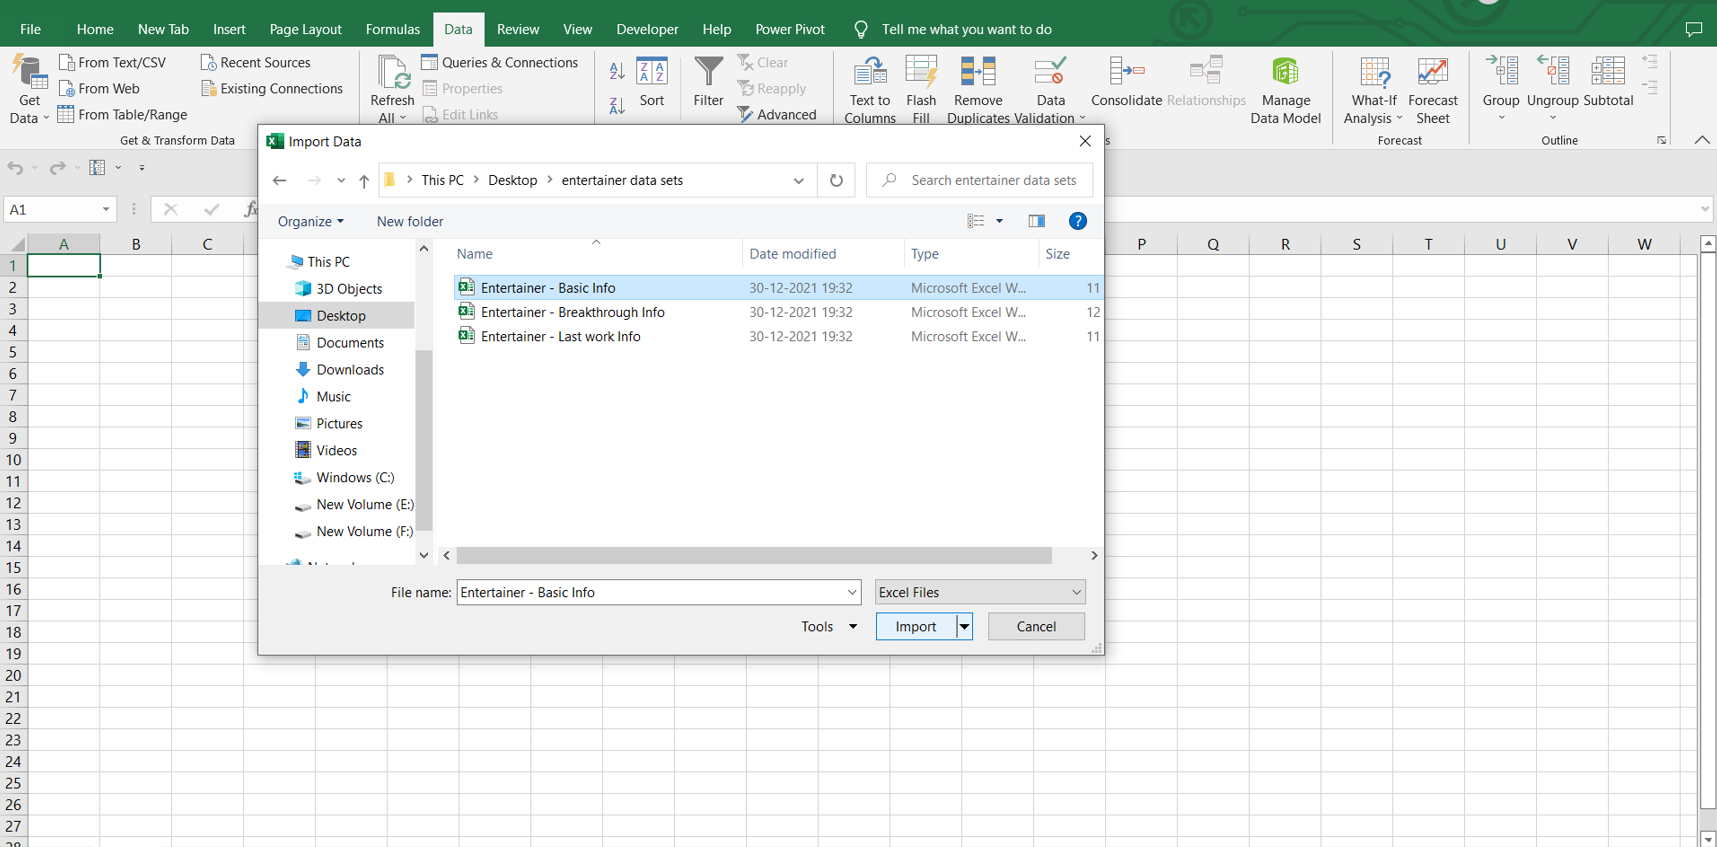 File Home New Tab Insert Page Layout Formulas Data Review View Developer Help Power Pivot Tell me what you want to do
From Text/CSV Recent Sources Queries & Connections Clear
From Web Existing Connections Properties Reapply
Get Data From Table/Range Refresh All Edit Links Sort Filter Advanced Text to Columns Flash Fill Remove Duplicates Data Validation Consolidate Relationships Manage Data Model What-If Analysis Forecast Sheet Group Ungroup Subtotal
Get & Transform Data s Forecast Outline
Import Data
This PC Desktop entertainer data sets Search entertainer data sets
A1 fx
Organize New folder
A B C P Q R S T U V W
Name Date modified Type Size
This PC
3D Objects
Desktop
Documents
Downloads
Music
Pictures
Videos
Windows (C:)
New Volume (E:)
New Volume (F:)
Entertainer - Basic Info 30-12-2021 19:32 Microsoft Excel W... 11
Entertainer - Breakthrough Info 30-12-2021 19:32 Microsoft Excel W... 12
Entertainer - Last work Info 30-12-2021 19:32 Microsoft Excel W... 11
File name: Entertainer - Basic Info Excel Files
Tools Import Cancel
1
2
3
4
5
6
7
8
9
10
11
12
13
14
15
16
17
18
19
20
21
22
23
24
25
26
27
28